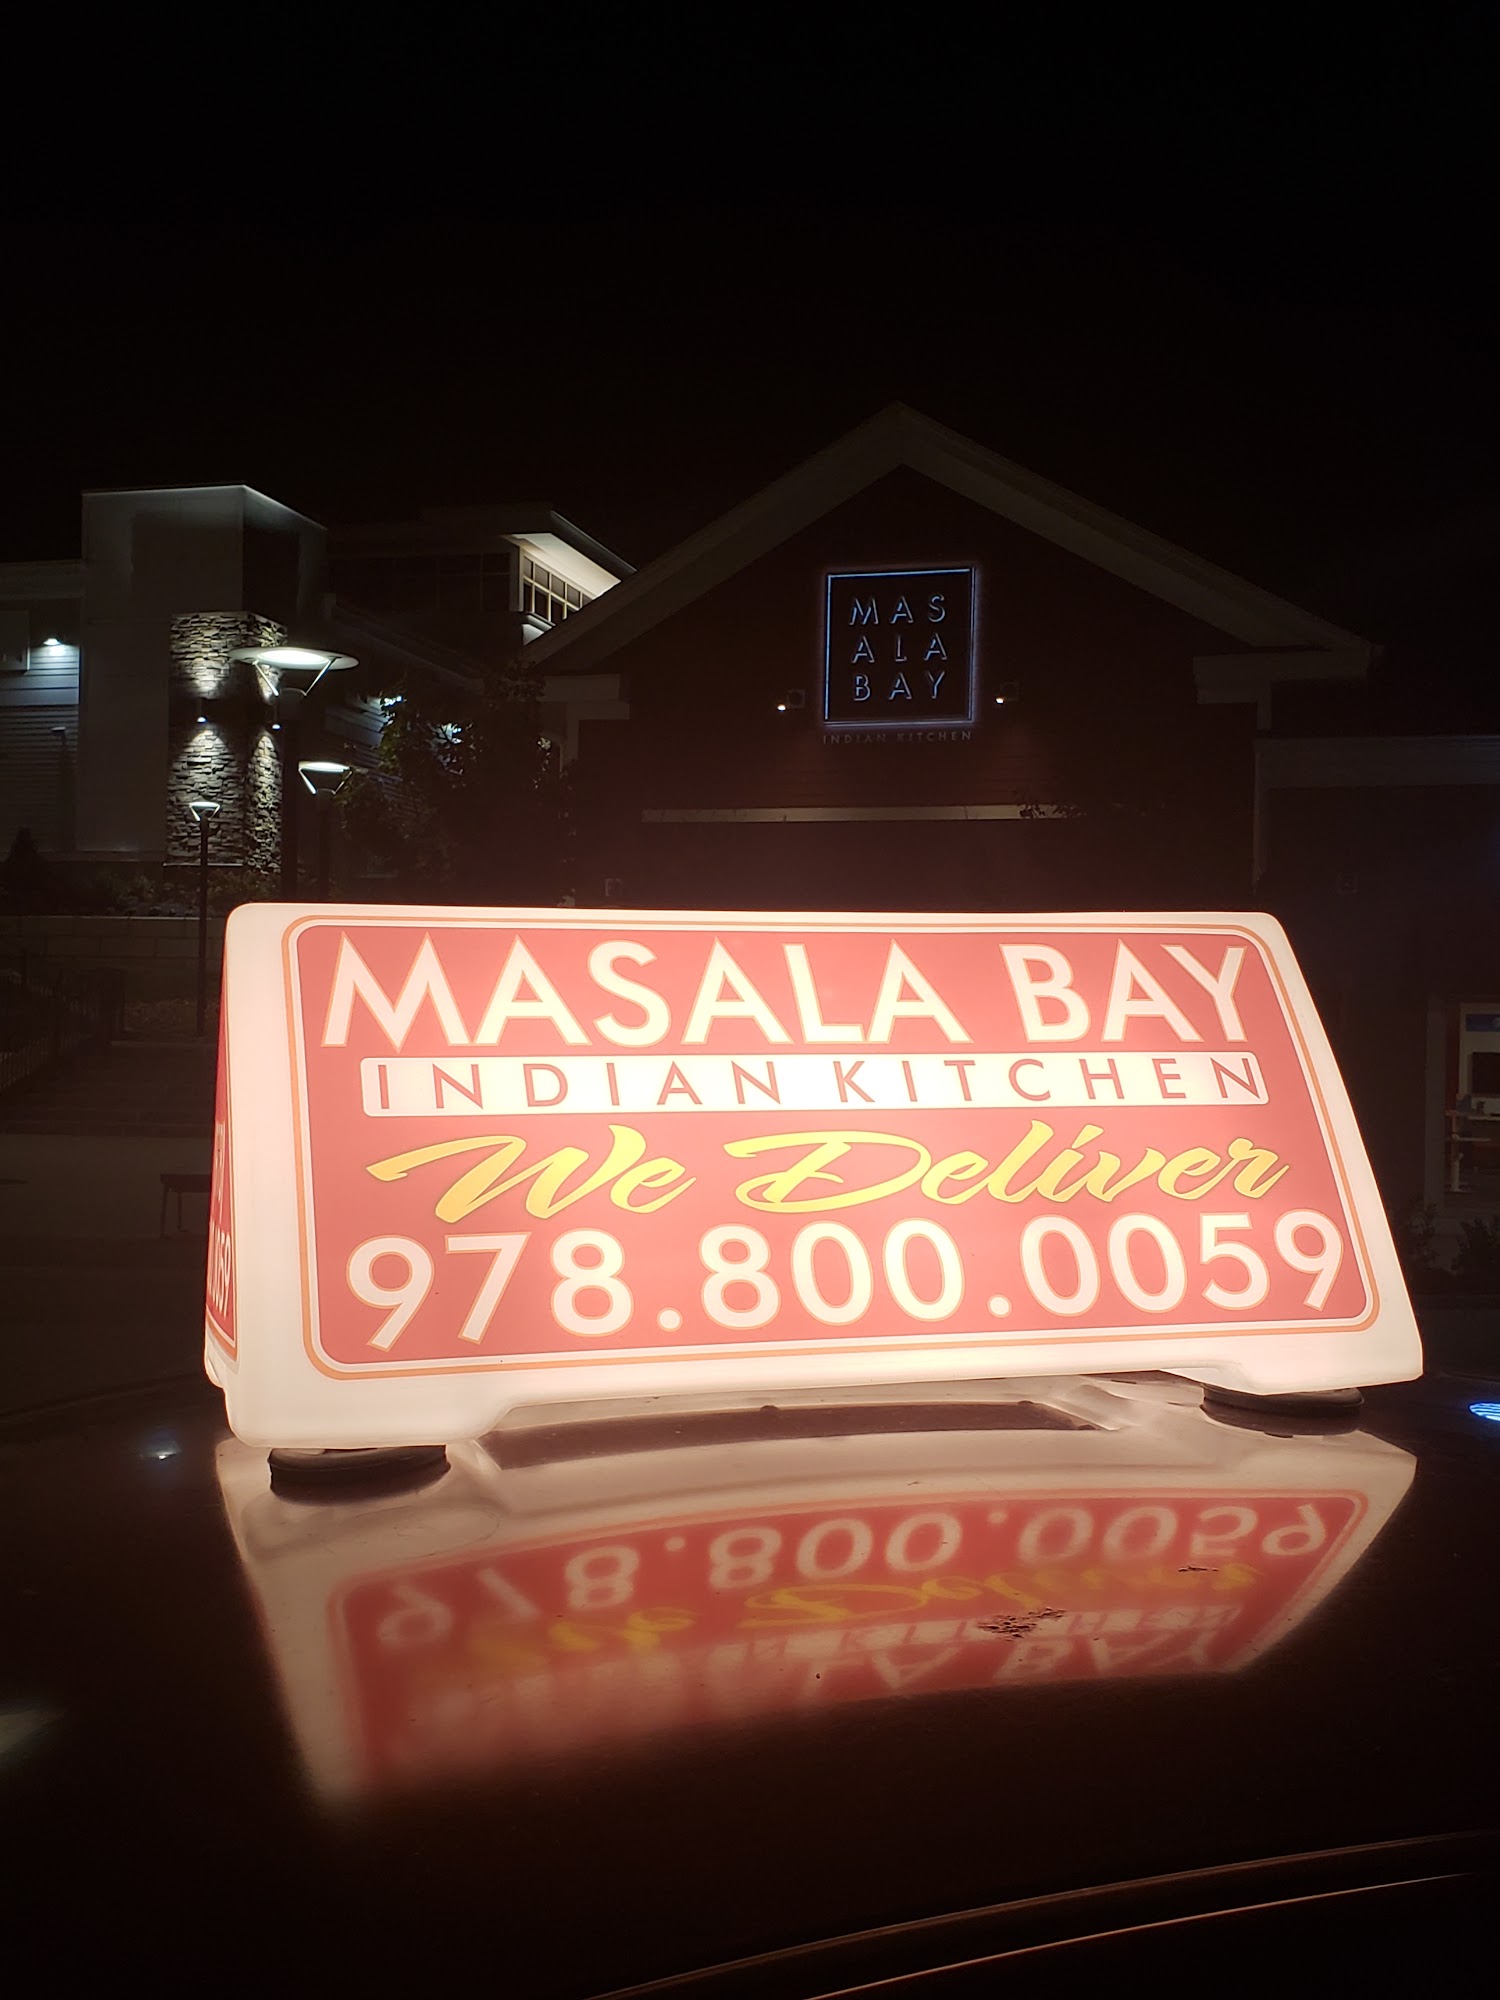 MAS
ALA
BAY
INDIAN KITCHEN
MASALA BAY
INDIAN KITCHEN
We Deliver
978.800.0059